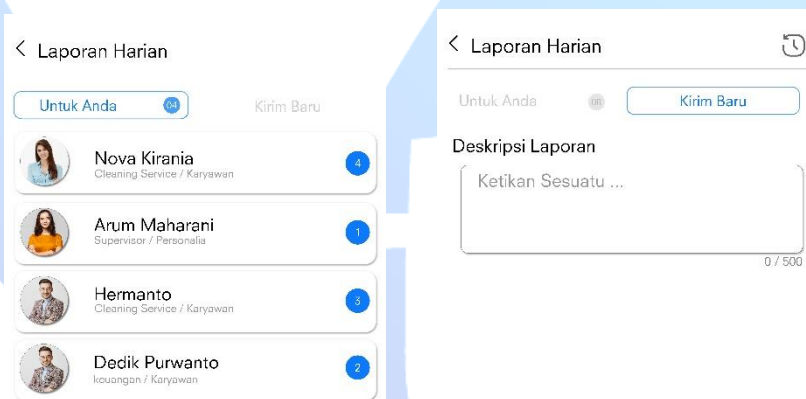 Laporan Harian
Untuk Anda 04 Kirim Baru
Nova Kirania
Cleaning Service / Karyawan
4
Arum Maharani
Supervisor / Personalia
1
Hermanto
Cleaning Service / Karyawan
3
Dedik Purwanto
keuangan / Karyawan
2
Laporan Harian
Untuk Anda 00 Kirim Baru
Deskripsi Laporan
Ketikan Sesuatu ...
0 / 500